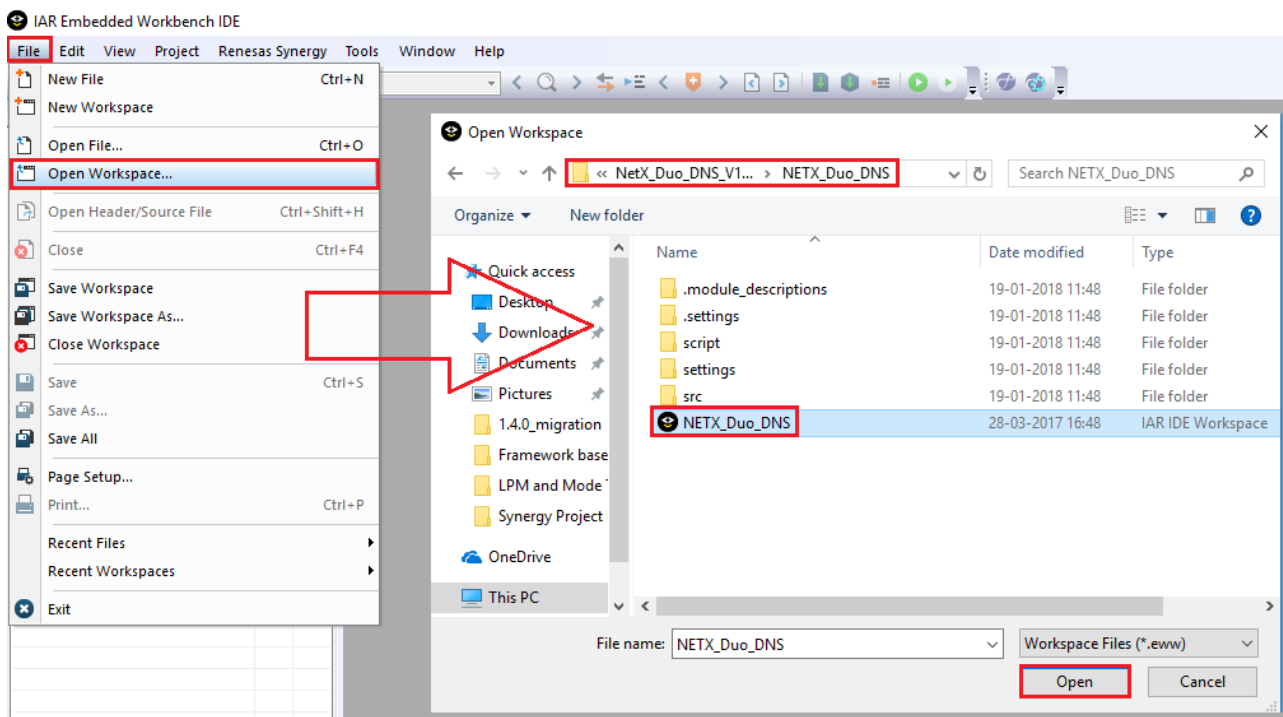 IAR Embedded Workbench IDE
File Edit View Project Renesas Synergy Tools Window Help
New File Ctrl+N
New Workspace
Open File... Ctrl+O
Open Workspace...
Open Header/Source File Ctrl+Shift+H
Close Ctrl+F4
Save Workspace
Save Workspace As...
Close Workspace
Save Ctrl+S
Save As...
Save All
Page Setup...
Print... Ctrl+P
Recent Files
Recent Workspaces
Exit
Open Workspace
« NetX_Duo_DNS_V1... › NETX_Duo_DNS
Search NETX_Duo_DNS
Organize New folder
Quick access
Desktop
Downloads
Documents
Pictures
1.4.0_migration
Framework base
LPM and Mode
Synergy Project
OneDrive
This PC
Name Date modified Type
.module_descriptions 19-01-2018 11:48 File folder
.settings 19-01-2018 11:48 File folder
script 19-01-2018 11:48 File folder
settings 19-01-2018 11:48 File folder
src 19-01-2018 11:48 File folder
NETX_Duo_DNS 28-03-2017 16:48 IAR IDE Workspace
File name: NETX_Duo_DNS Workspace Files (*.eww)
Open Cancel